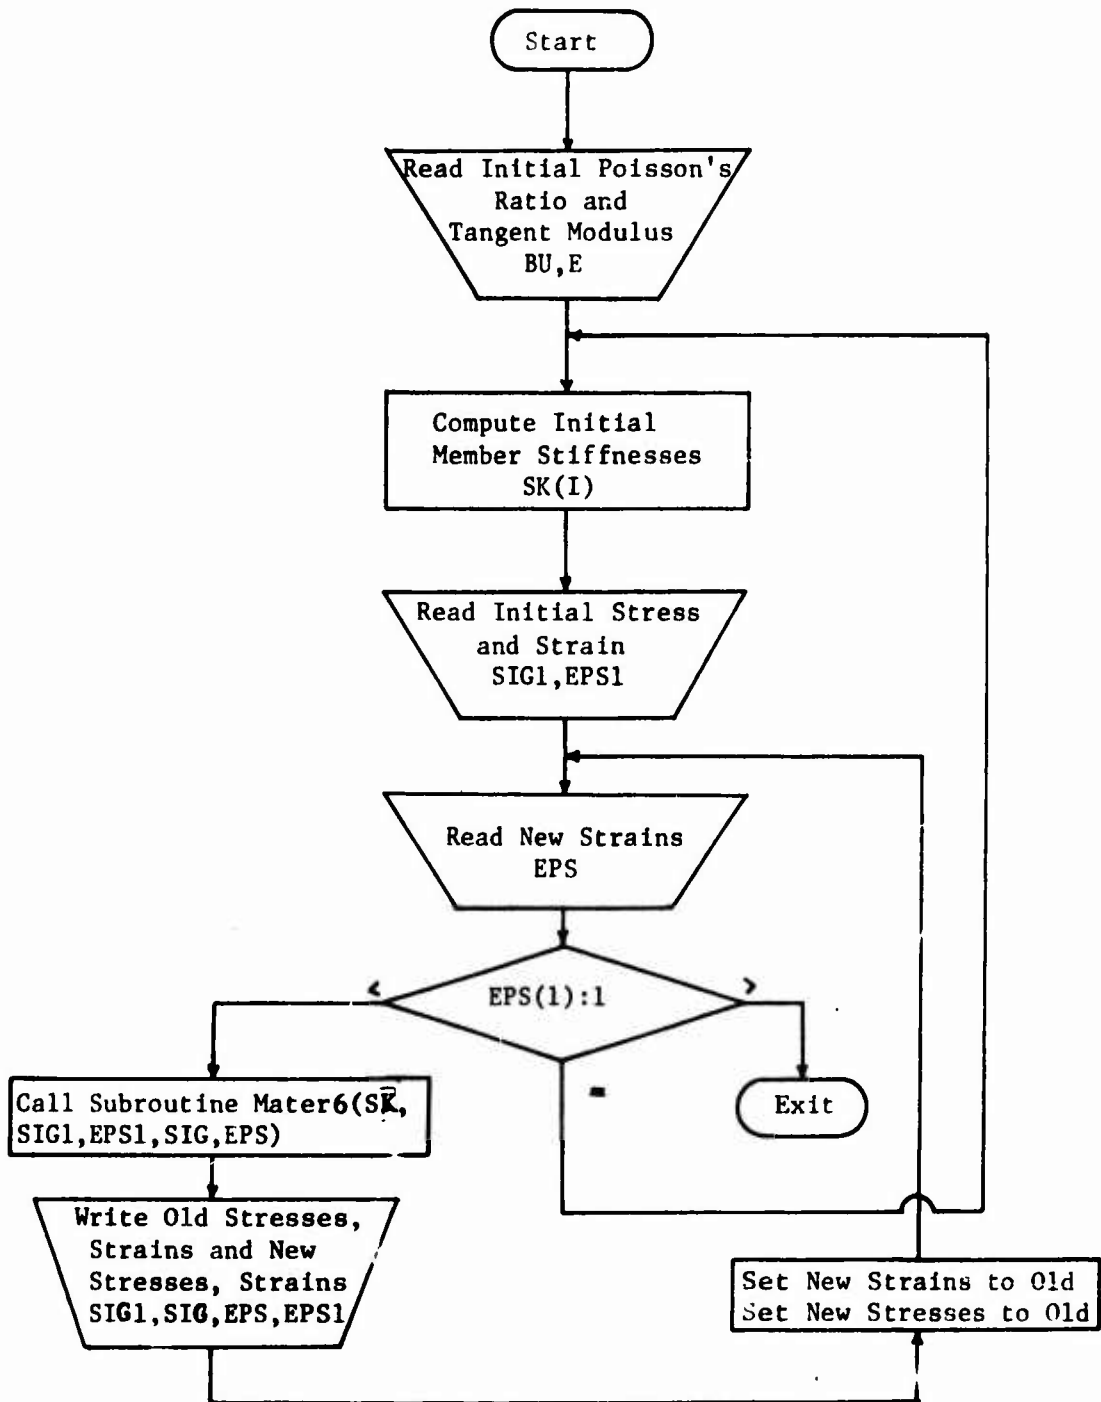 Start
Read Initial Poisson's
Ratio and
Tangent Modulus
BU,E
Compute Initial
Member Stiffnesses
SK(I)
Read Initial Stress
and Strain
SIG1,EPS1
Read New Strains
EPS
<
EPS(1):1
>
=
Call Subroutine Mater6(SK,
SIG1,EPS1,SIG,EPS)
Exit
Write Old Stresses,
Strains and New
Stresses, Strains
SIG1,SIG,EPS,EPS1
Set New Strains to Old
Set New Stresses to Old